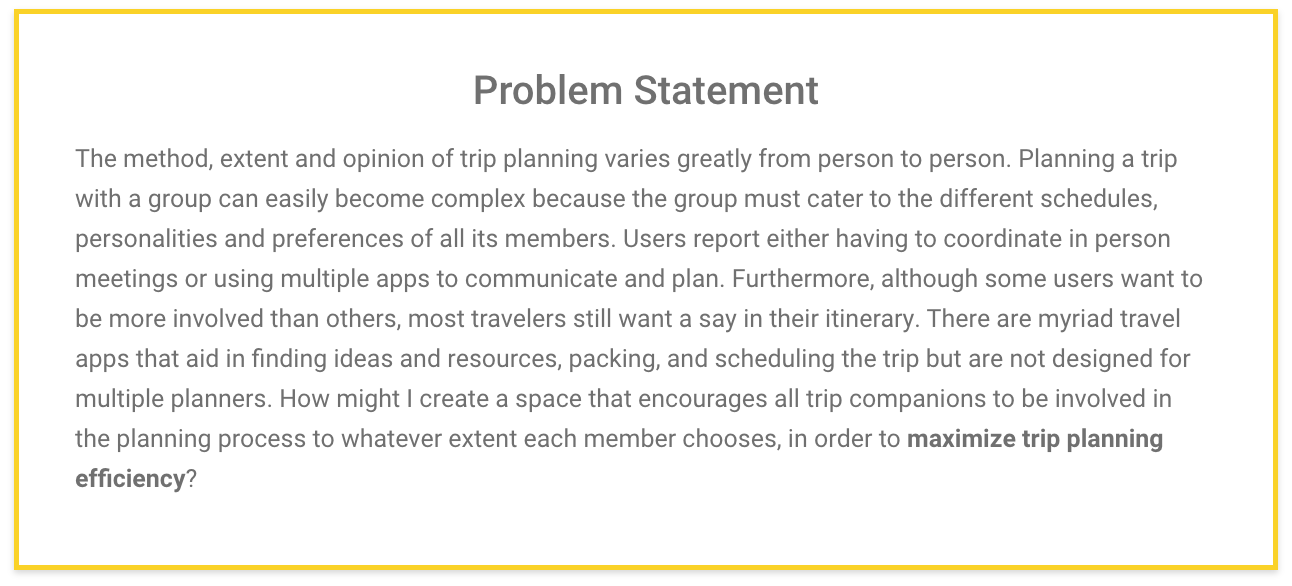 Problem Statement
The method, extent and opinion of trip planning varies greatly from person to person. Planning a trip
with a group can easily become complex because the group must cater to the different schedules,
personalities and preferences of all its members. Users report either having to coordinate in person
meetings or using multiple apps to communicate and plan. Furthermore, although some users want to
be more involved than others, most travelers still want a say in their itinerary. There are myriad travel
apps that aid in finding ideas and resources, packing, and scheduling the trip but are not designed for
multiple planners. How might I create a space that encourages all trip companions to be involved in
the planning process to whatever extent each member chooses, in order to maximize trip planning
efficiency?